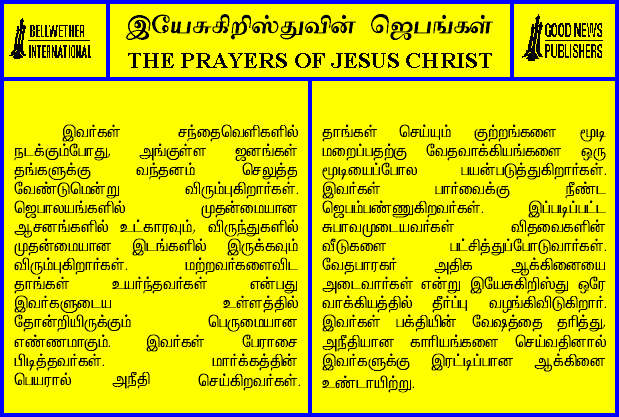 BELLWETHER
INTERNATIONAL
இயேசுகிறிஸ்துவின் ஜெபங்கள்
THE PRAYERS OF JESUS CHRIST
GOOD NEWS
PUBLISHERS
இவர்கள் சந்தைவெளிகளில்
நடக்கும்போது, அங்குள்ள ஜனங்கள்
தங்களுக்கு வந்தனம் செலுத்த
வேண்டுமென்று விரும்புகிறார்கள்.
ஜெபாலயங்களில் முதன்மையான
ஆசனங்களில் உட்காரவும், விருந்துகளில்
முதன்மையான இடங்களில் இருக்கவும்
விரும்புகிறார்கள். மற்றவர்களைவிட
தாங்கள் உயர்ந்தவர்கள் என்பது
இவர்களுடைய உள்ளத்தில்
தோன்றியிருக்கும் பெருமையான
எண்ணமாகும். இவர்கள் பேராசை
பிடித்தவர்கள். மார்க்கத்தின்
பெயரால் அநீதி செய்கிறவர்கள்.
தாங்கள் செய்யும் குற்றங்களை மூடி
மறைப்பதற்கு வேதவாக்கியங்களை ஒரு
மூடியைப்போல பயன்படுத்துகிறார்கள்.
இவர்கள் பார்வைக்கு நீண்ட
ஜெபம்பண்ணுகிறவர்கள். இப்படிப்பட்ட
சுபாவமுடையவர்கள் விதவைகளின்
வீடுகளை பட்சித்துப்போடுவார்கள்.
வேதபாரகர் அதிக ஆக்கினையை
அடைவார்கள் என்று இயேசுகிறிஸ்து ஒரே
வாக்கியத்தில் தீர்ப்பு வழங்கிவிடுகிறார்.
இவர்கள் பக்தியின் வேஷத்தை தரித்து,
அநீதியான காரியங்களை செய்வதினால்
இவர்களுக்கு இரட்டிப்பான ஆக்கினை
உண்டாயிற்று.